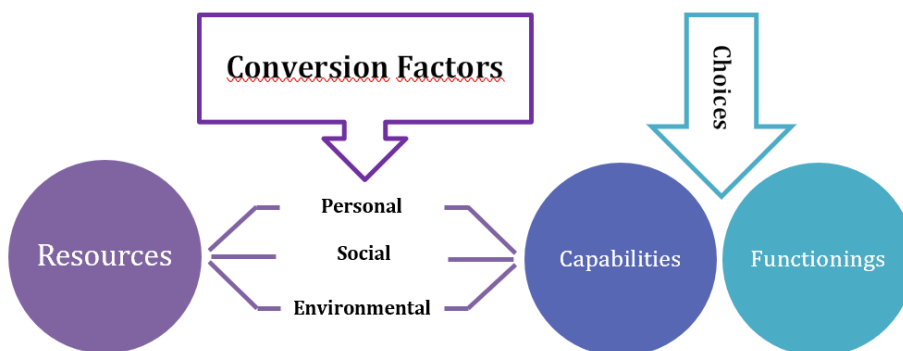 Conversion Factors
Choices
Personal
Social
Environmental
Resources
Capabilities
Functionings